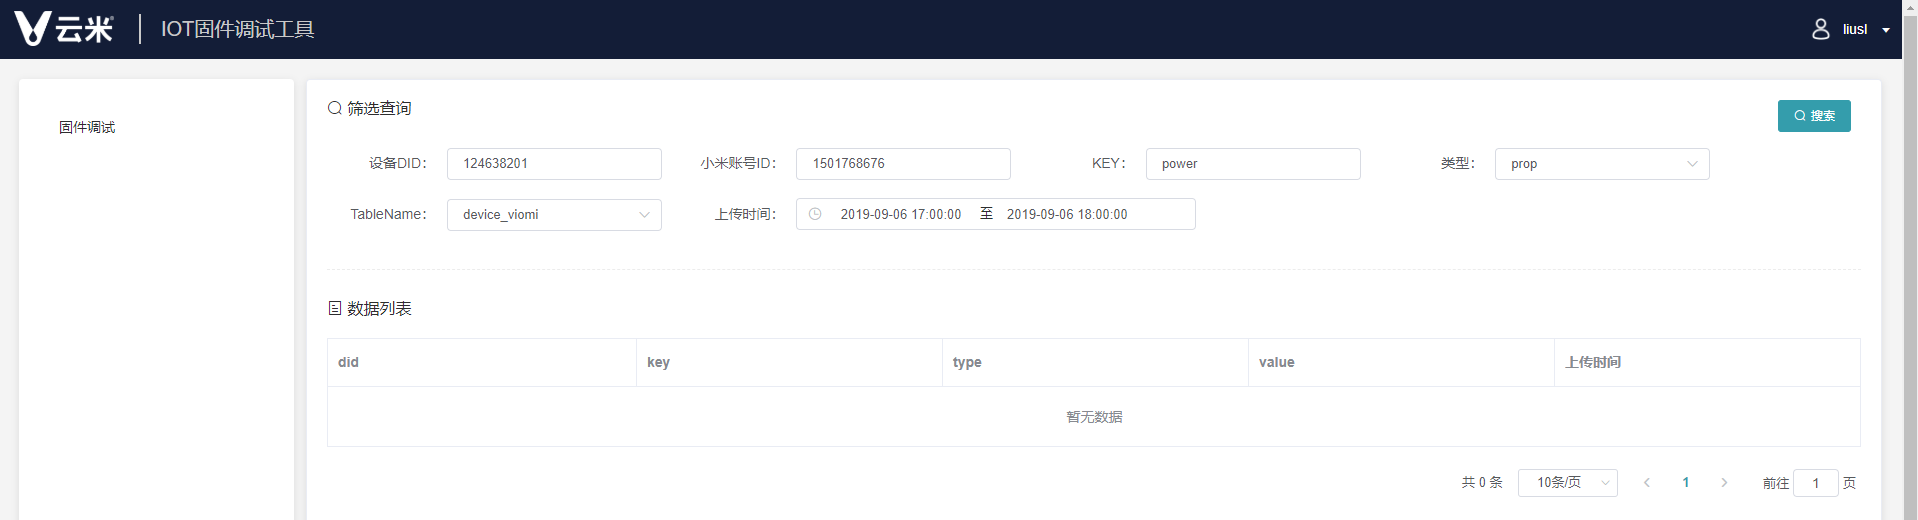 云米 IOT固件调试工具 liusl
固件调试
筛选查询 搜索
设备DID： 124638201 小米账号ID： 1501768676 KEY： power 类型： prop
TableName： device_viomi 上传时间： 2019-09-06 17:00:00 至 2019-09-06 18:00:00
数据列表
did key type value 上传时间
暂无数据
共 0 条 10条/页 1 前往 1 页